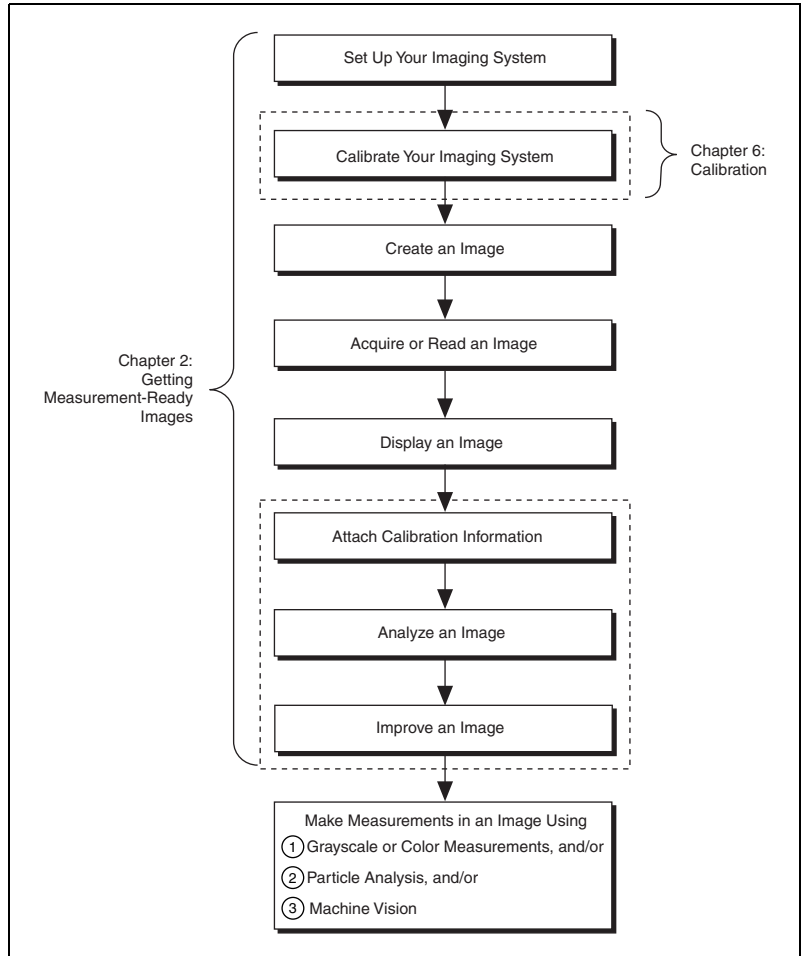 Set Up Your Imaging System
Calibrate Your Imaging System
Chapter 6:
Calibration
Create an Image
Acquire or Read an Image
Chapter 2:
Getting
Measurement-Ready
Images
Display an Image
Attach Calibration Information
Analyze an Image
Improve an Image
Make Measurements in an Image Using
1 Grayscale or Color Measurements, and/or
2 Particle Analysis, and/or
3 Machine Vision